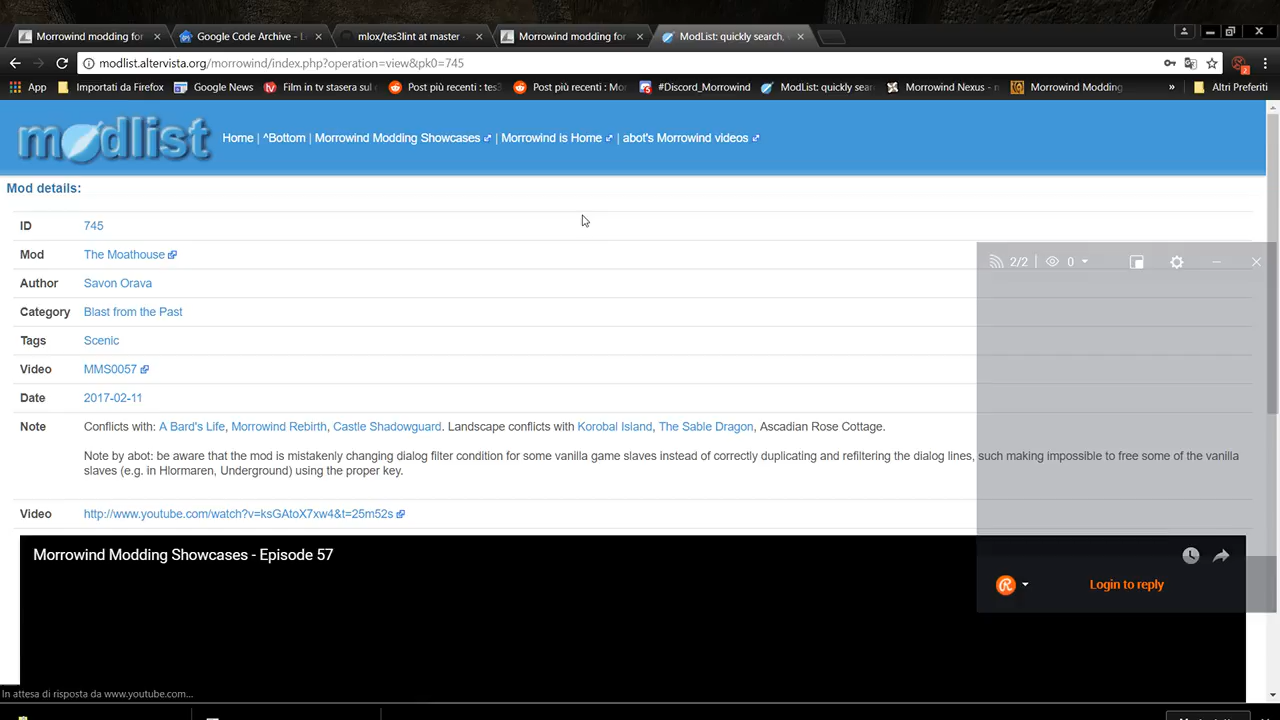 Morrowind modding for
Google Code Archive - L
mlox/tes3lint at master
Morrowind modding for
ModList: quickly search,
modlist.altervista.org/morrowind/index.php?operation=view&pk0=745
App
Importati da Firefox
Google News
Film in tv stasera sul
Post più recenti : tes3
Post più recenti : Mor
#Discord_Morrowind
ModList: quickly sear
Morrowind Nexus - n
Morrowind Modding
»
Altri Preferiti
modlist
Home | ^Bottom | Morrowind Modding Showcases | Morrowind is Home | abot's Morrowind videos
Mod details:
ID 745
Mod The Moathouse
Author Savon Orava
Category Blast from the Past
Tags Scenic
Video MMS0057
Date 2017-02-11
Note Conflicts with: A Bard's Life, Morrowind Rebirth, Castle Shadowguard. Landscape conflicts with Korobal Island, The Sable Dragon, Ascadian Rose Cottage.
Note by abot: be aware that the mod is mistakenly changing dialog filter condition for some vanilla game slaves instead of correctly duplicating and refiltering the dialog lines, such making impossible to free some of the vanilla
slaves (e.g. in Hlormaren, Underground) using the proper key.
Video http://www.youtube.com/watch?v=ksGAtoX7xw4&t=25m52s
Morrowind Modding Showcases - Episode 57
2/2 | 0
Login to reply
In attesa di risposta da www.youtube.com...